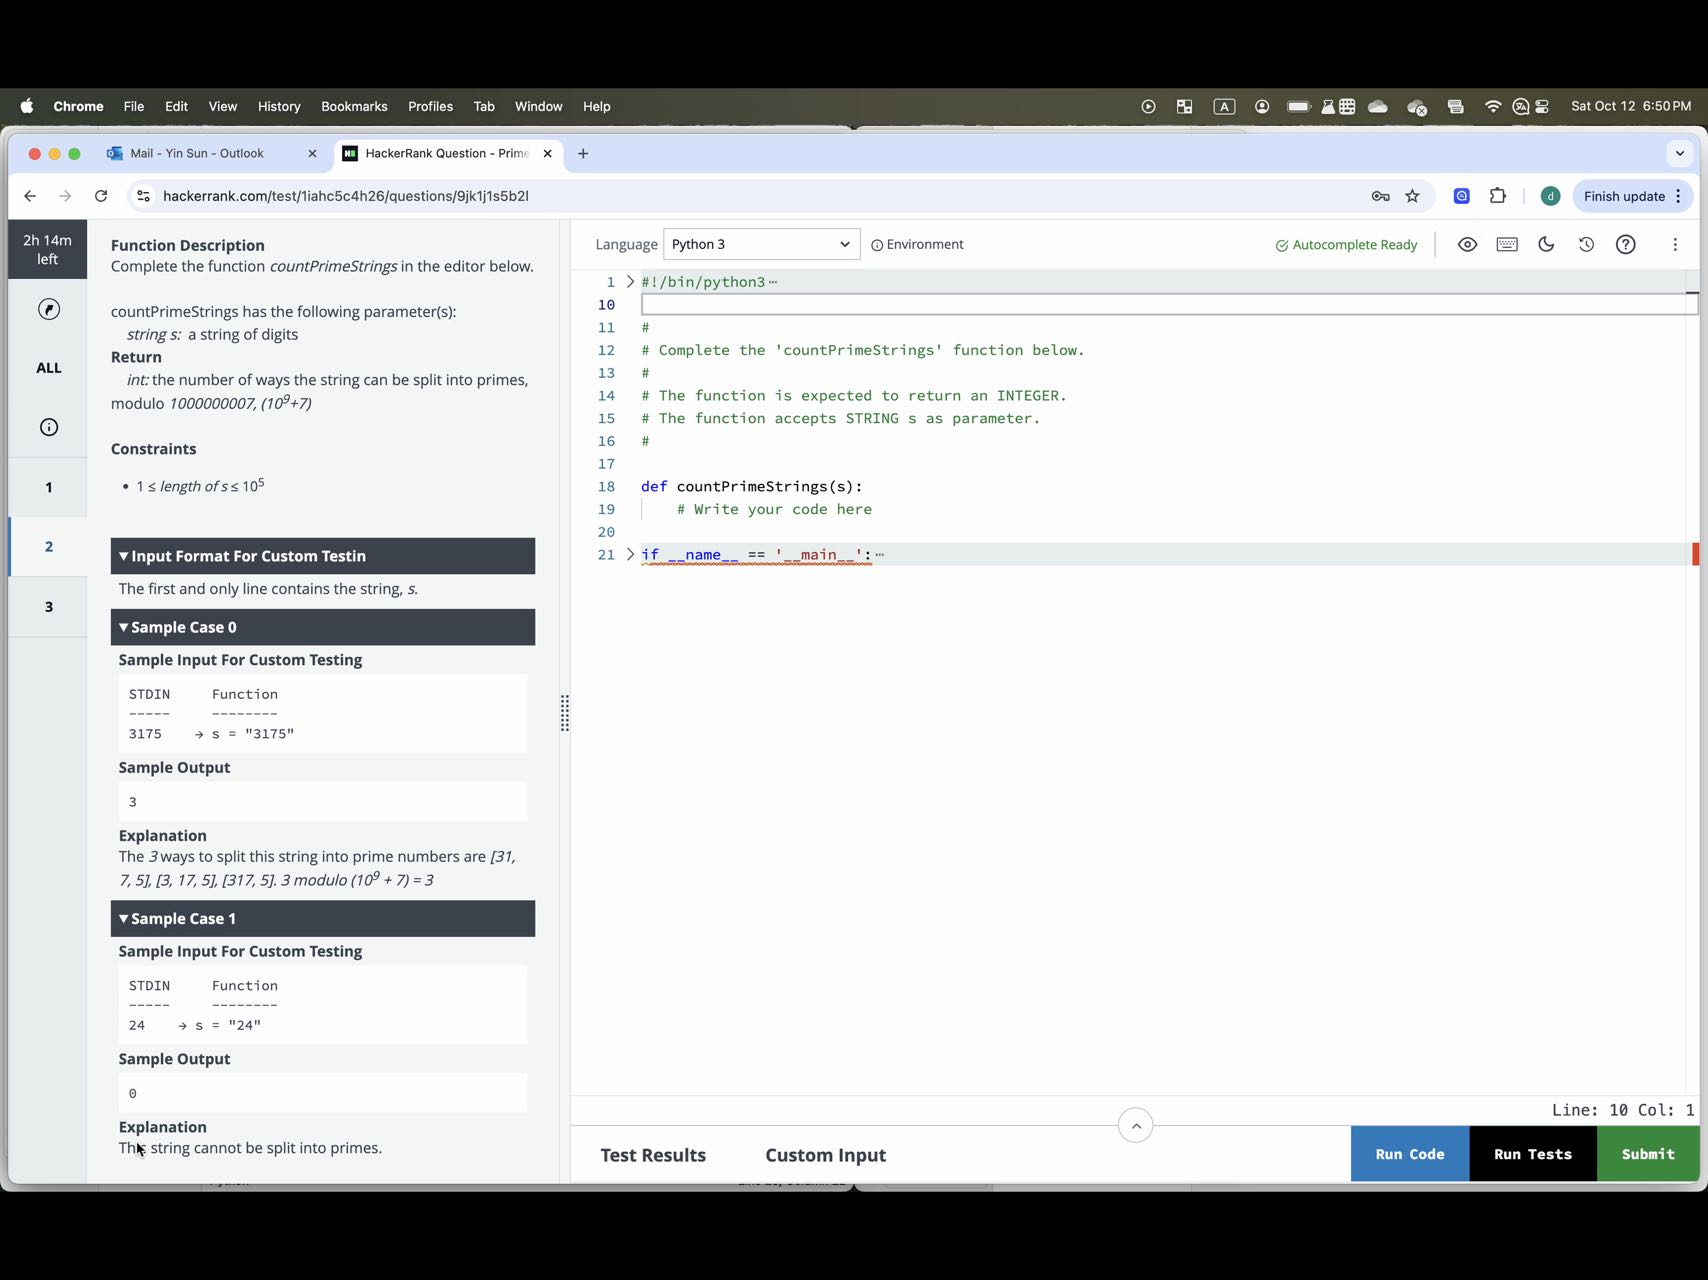 Chrome File Edit View History Bookmarks Profiles Tab Window Help A Sat Oct 12 6:50 PM
Mail - Yin Sun - Outlook HackerRank Question - Prime
hackerrank.com/test/1iahc5c4h26/questions/9jk1j1s5b2l d Finish update
2h 14m
left
ALL
1
2
3
Function Description
Complete the function countPrimeStrings in the editor below.
countPrimeStrings has the following parameter(s):
string s: a string of digits
Return
int: the number of ways the string can be split into primes,
modulo 1000000007, (10⁹+7)
Constraints
• 1 ≤ length of s ≤ 10⁵
▼Input Format For Custom Testin
The first and only line contains the string, s.
▼Sample Case 0
Sample Input For Custom Testing
STDIN Function
----- --------
3175 → s = "3175"
Sample Output
3
Explanation
The 3 ways to split this string into prime numbers are [31,
7, 5], [3, 17, 5], [317, 5]. 3 modulo (10⁹ + 7) = 3
▼Sample Case 1
Sample Input For Custom Testing
STDIN Function
----- --------
24 → s = "24"
Sample Output
0
Explanation
This string cannot be split into primes.
Language Python 3 Environment Autocomplete Ready
1 #!/bin/python3 ⋯
10
11 #
12 # Complete the 'countPrimeStrings' function below.
13 #
14 # The function is expected to return an INTEGER.
15 # The function accepts STRING s as parameter.
16 #
17
18 def countPrimeStrings(s):
19 # Write your code here
20
21 if __name__ == '__main__': ⋯
Line: 10 Col: 1
Test Results Custom Input Run Code Run Tests Submit